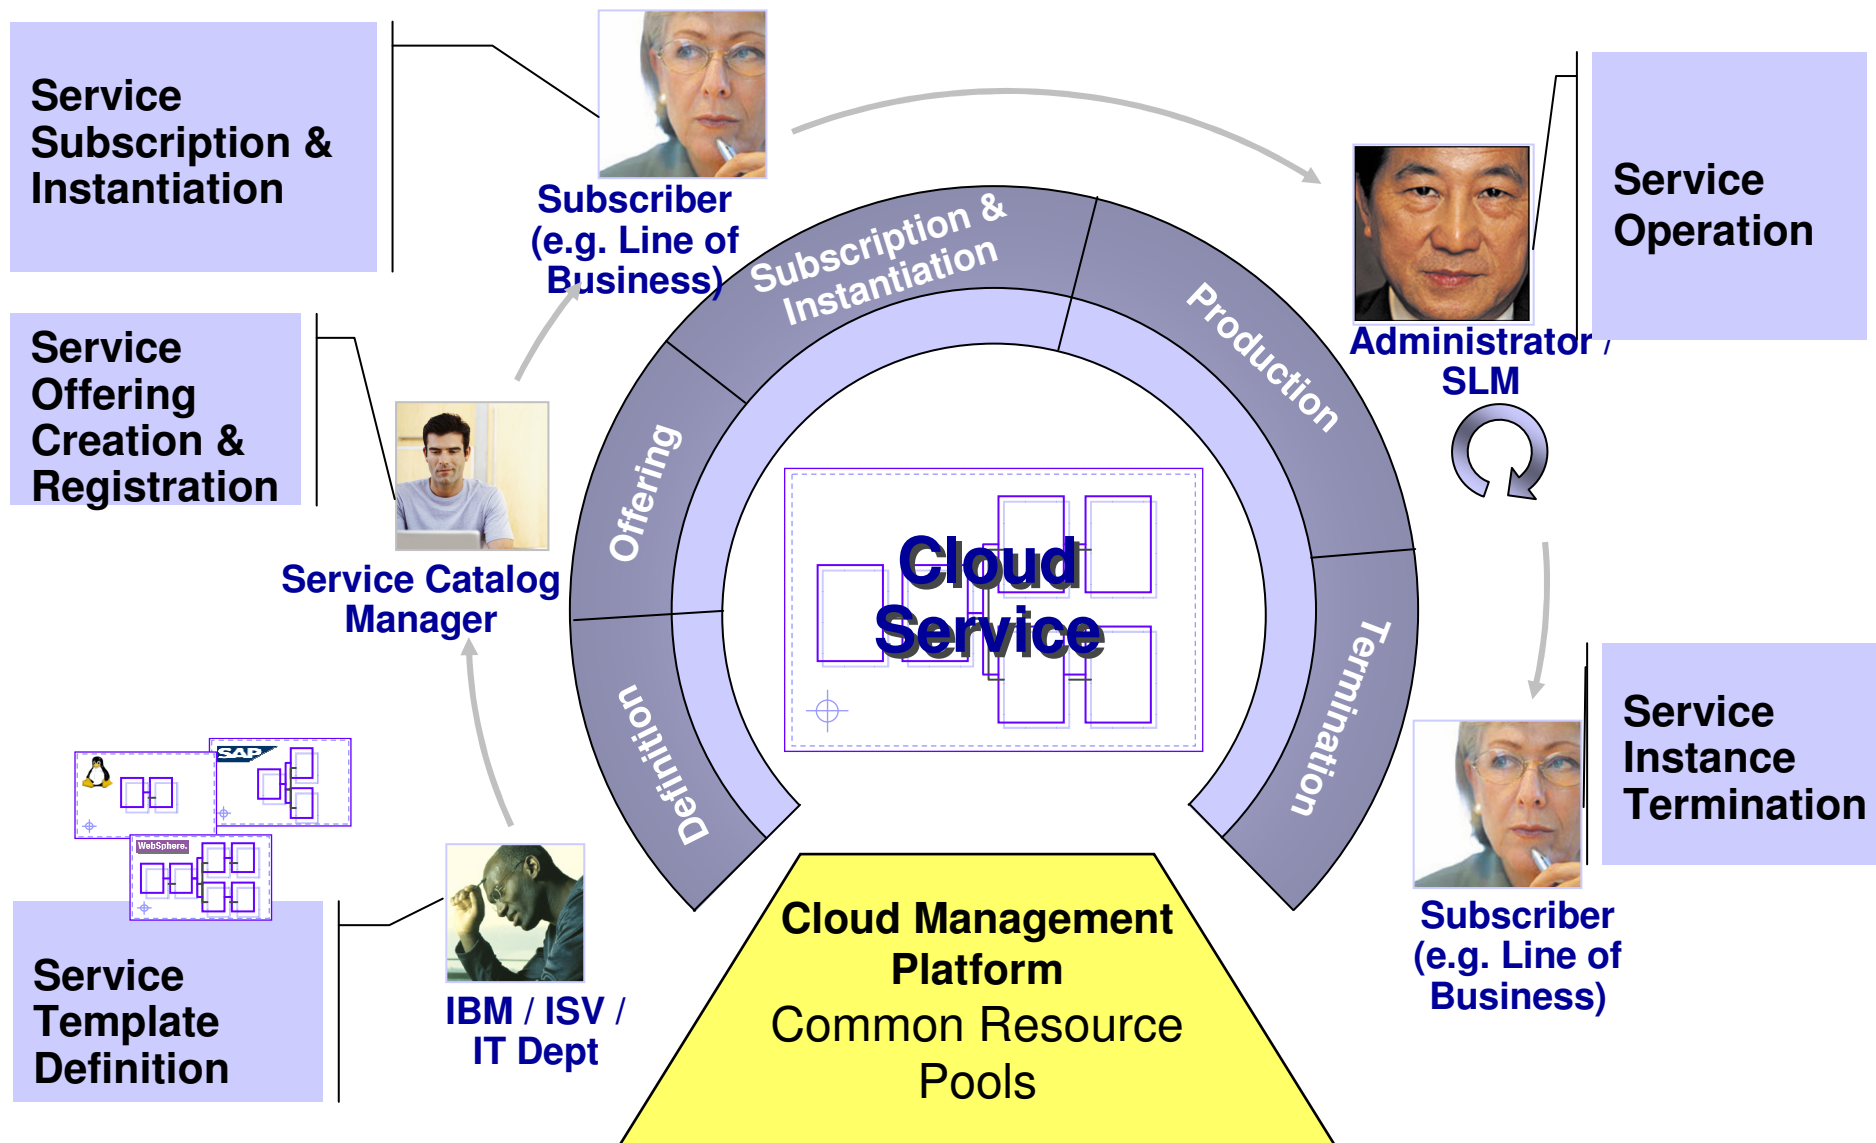 Service
Subscription &
Instantiation
Subscriber
(e.g. Line of
Business)
Service
Operation
Administrator /
SLM
Service
Offering
Creation &
Registration
Service Catalog
Manager
Subscription &
Instantiation
Production
Offering
Definition
Termination
Cloud
Service
SAP
WebSphere.
Service
Template
Definition
IBM / ISV /
IT Dept
Cloud Management
Platform
Common Resource
Pools
Service
Instance
Termination
Subscriber
(e.g. Line of
Business)